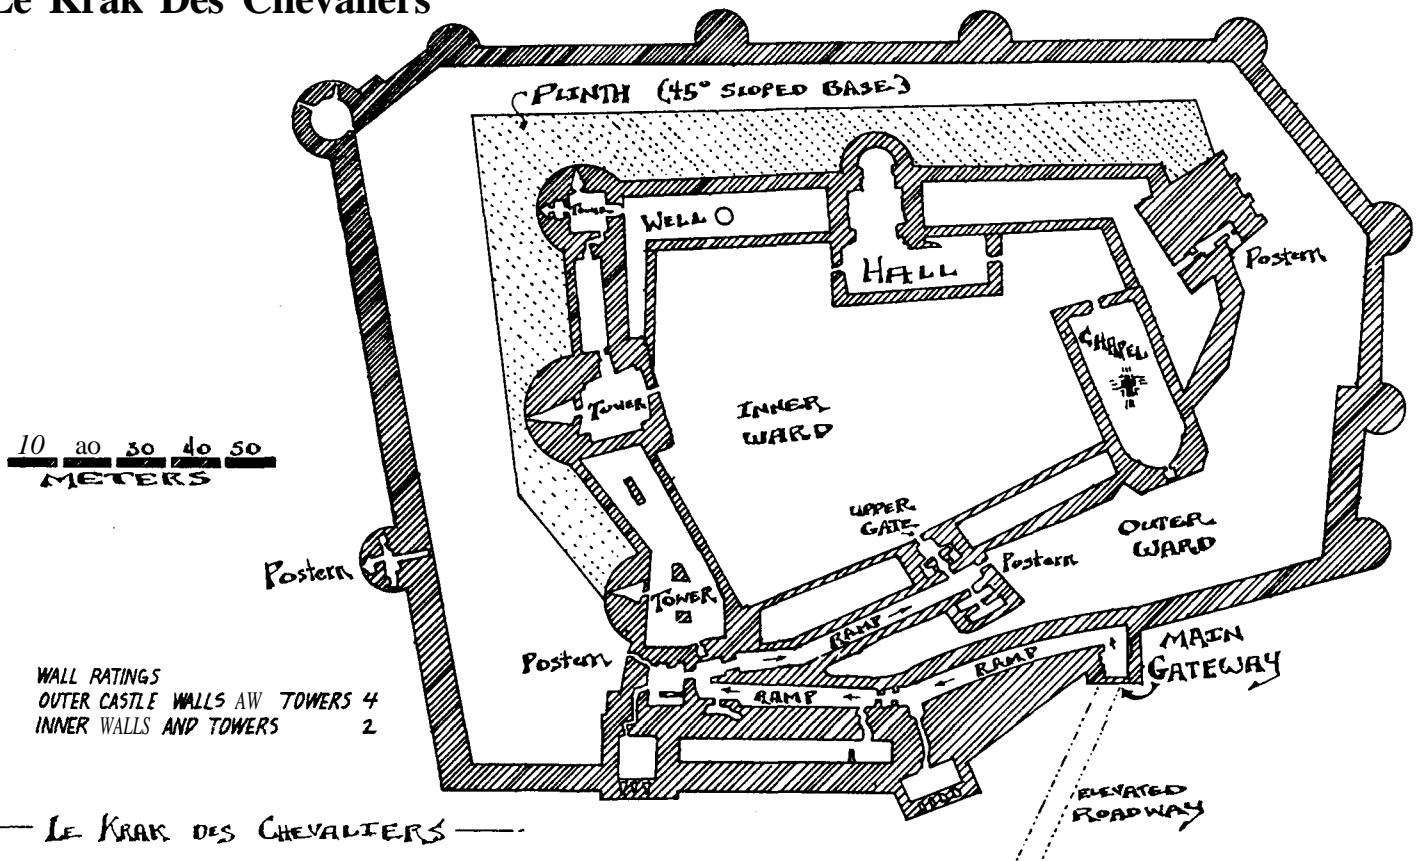 Le Krak Des Chevaliers
PLINTH (45° SLOPED BASE)
TOWER
WELL
HALL
Postern
CHAPEL
TOWER
INNER
WARD
10 ao 30 40 50
METERS
UPPER
GATE
OUTER
WARD
Postern
Postern
TOWER
RAMP
MAIN
GATEWAY
Postern
RAMP
RAMP
WALL RATINGS
OUTER CASTLE WALLS AW TOWERS 4
INNER WALLS AND TOWERS 2
ELEVATED
ROADWAY
LE KRAK DES CHEVALIERS